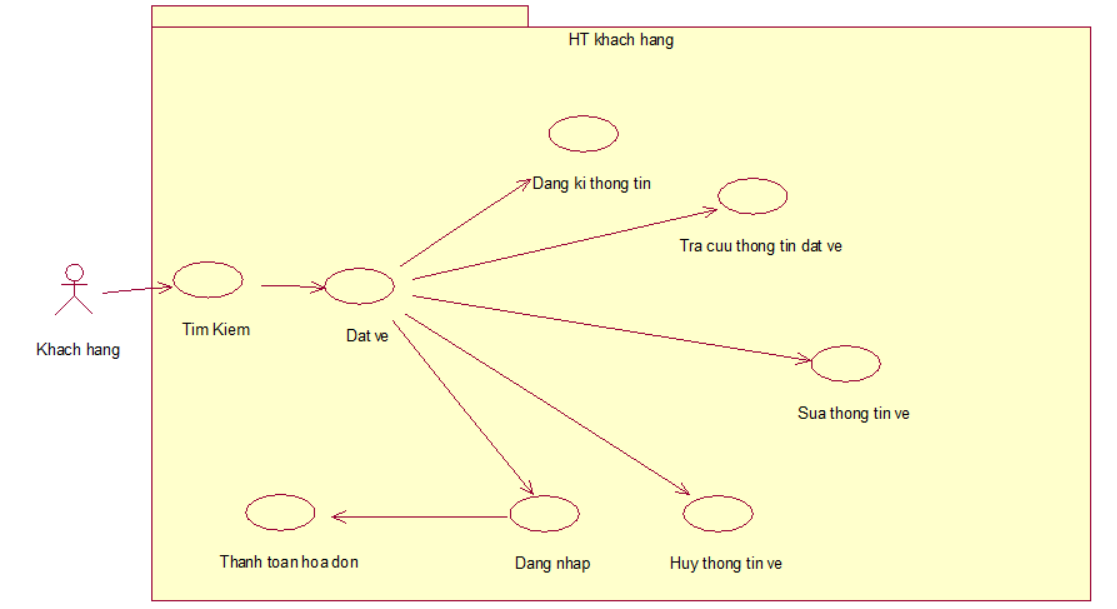 HT khach hang
Dang ki thong tin
Tra cuu thong tin dat ve
Tim Kiem
Dat ve
Khach hang
Sua thong tin ve
Thanh toan hoa don
Dang nhap
Huy thong tin ve